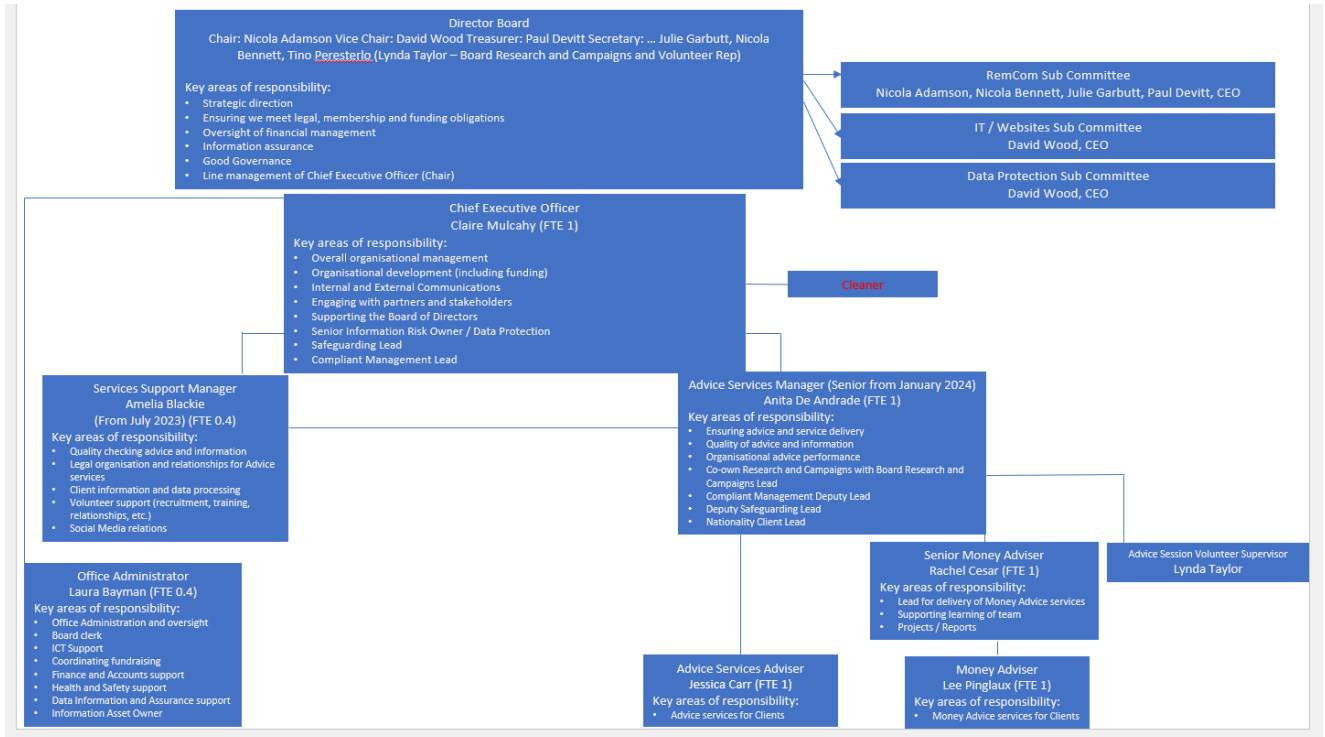 Director Board
Chair: Nicola Adamson Vice Chair: David Wood Treasurer: Paul Devitt Secretary: … Julie Garbutt, Nicola
Bennett, Tino Peresterlo (Lynda Taylor – Board Research and Campaigns and Volunteer Rep)
Key areas of responsibility:
• Strategic direction
• Ensuring we meet legal, membership and funding obligations
• Oversight of financial management
• Information assurance
• Good Governance
• Line management of Chief Executive Officer (Chair)
RemCom Sub Committee
Nicola Adamson, Nicola Bennett, Julie Garbutt, Paul Devitt, CEO
IT / Websites Sub Committee
David Wood, CEO
Data Protection Sub Committee
David Wood, CEO
Chief Executive Officer
Claire Mulcahy (FTE 1)
Key areas of responsibility:
• Overall organisational management
• Organisational development (including funding)
• Internal and External Communications
• Engaging with partners and stakeholders
• Supporting the Board of Directors
• Senior Information Risk Owner / Data Protection
• Safeguarding Lead
• Compliant Management Lead
Cleaner
Services Support Manager
Amelia Blackie
(From July 2023) (FTE 0.4)
Key areas of responsibility:
• Quality checking advice and information
• Legal organisation and relationships for Advice
services
• Client information and data processing
• Volunteer support (recruitment, training,
relationships, etc.)
• Social Media relations
Advice Services Manager (Senior from January 2024)
Anita De Andrade (FTE 1)
Key areas of responsibility:
• Ensuring advice and service delivery
• Quality of advice and information
• Organisational advice performance
• Co-own Research and Campaigns with Board Research and
Campaigns Lead
• Compliant Management Deputy Lead
• Deputy Safeguarding Lead
• Nationality Client Lead
Office Administrator
Laura Bayman (FTE 0.4)
Key areas of responsibility:
• Office Administration and oversight
• Board clerk
• ICT Support
• Coordinating fundraising
• Finance and Accounts support
• Health and Safety support
• Data Information and Assurance support
• Information Asset Owner
Senior Money Adviser
Rachel Cesar (FTE 1)
Key areas of responsibility:
• Lead for delivery of Money Advice services
• Supporting learning of team
• Projects / Reports
Advice Session Volunteer Supervisor
Lynda Taylor
Advice Services Adviser
Jessica Carr (FTE 1)
Key areas of responsibility:
• Advice services for Clients
Money Adviser
Lee Pinglaux (FTE 1)
Key areas of responsibility:
• Money Advice services for Clients